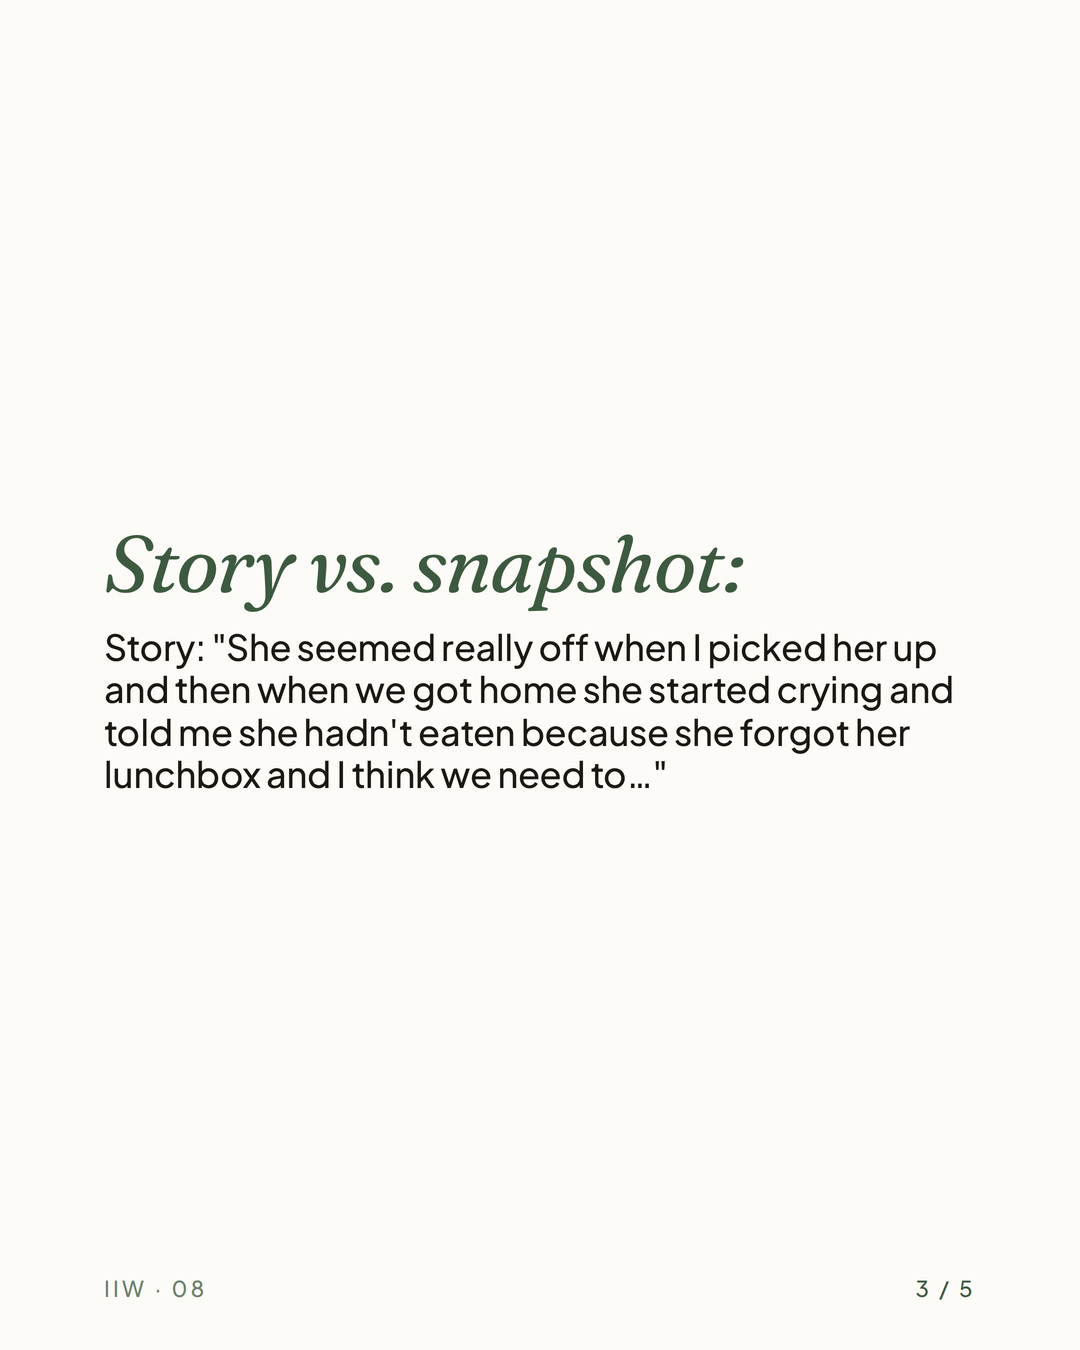 Story vs. snapshot:
Story: "She seemed really off when I picked her up
and then when we got home she started crying and
told me she hadn't eaten because she forgot her
lunchbox and I think we need to..."
IIW · 08
3 / 5